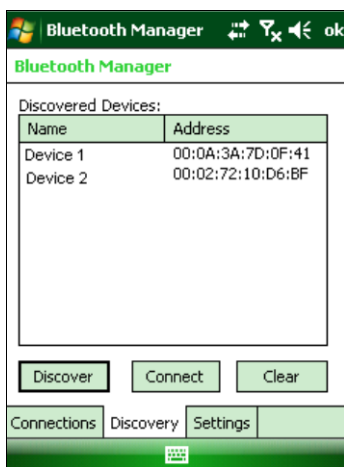 Bluetooth Manager ok
Bluetooth Manager
Discovered Devices:
Name Address
Device 1 00:0A:3A:7D:0F:41
Device 2 00:02:72:10:D6:BF
Discover Connect Clear
Connections Discovery Settings